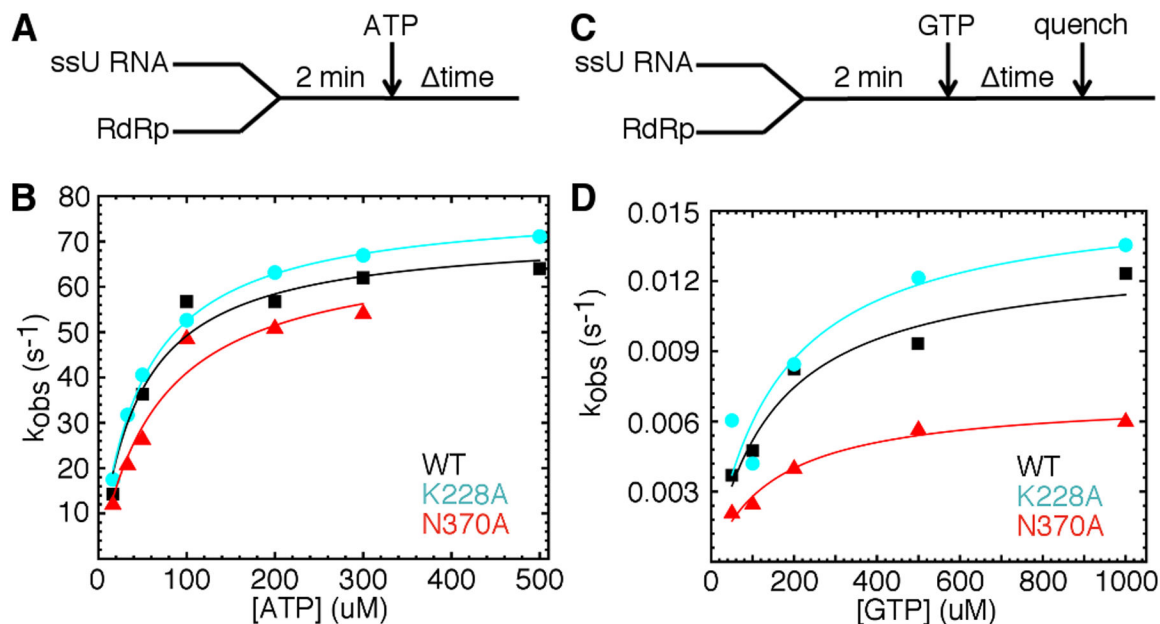 A
ATP
ssU RNA
2 min
Δtime
RdRp
C
GTP
quench
ssU RNA
2 min
Δtime
RdRp
B
80
70
60
50
40
30
20
10
kobs (s-1)
WT
K228A
N370A
0 100 200 300 400 500
[ATP] (uM)
D
0.015
0.012
0.009
0.006
0.003
kobs (s-1)
WT
K228A
N370A
0 200 400 600 800 1000
[GTP] (uM)